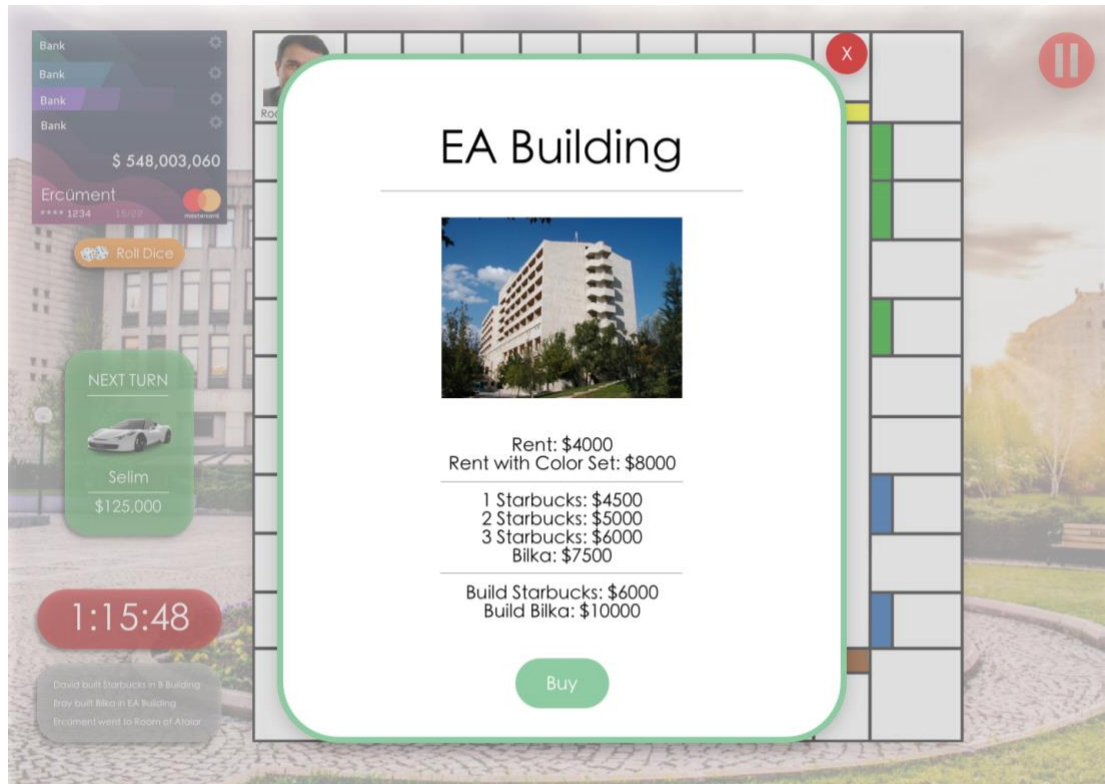 Bank
Bank
Bank
Bank
$ 548,003,060
Ercüment
**** 1234 15/20
mastercard
Roll Dice
NEXT TURN
Selim
$125,000
1:15:48
David built Starbucks in B Building
Eray built Bilka in EA Building
Ercüment went to Room of Atalar
X
EA Building
Rent: $4000
Rent with Color Set: $8000
1 Starbucks: $4500
2 Starbucks: $5000
3 Starbucks: $6000
Bilka: $7500
Build Starbucks: $6000
Build Bilka: $10000
Buy